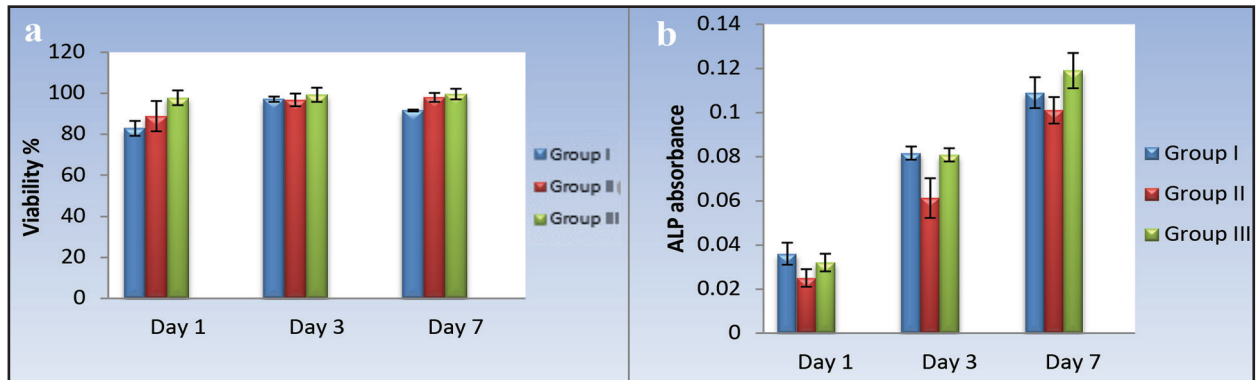 a
120
100
80
60
40
20
0
Viability %
Day 1
Day 3
Day 7
Group I
Group II
Group III
b
0.14
0.12
0.1
0.08
0.06
0.04
0.02
0
ALP absorbance
Day 1
Day 3
Day 7
Group I
Group II
Group III